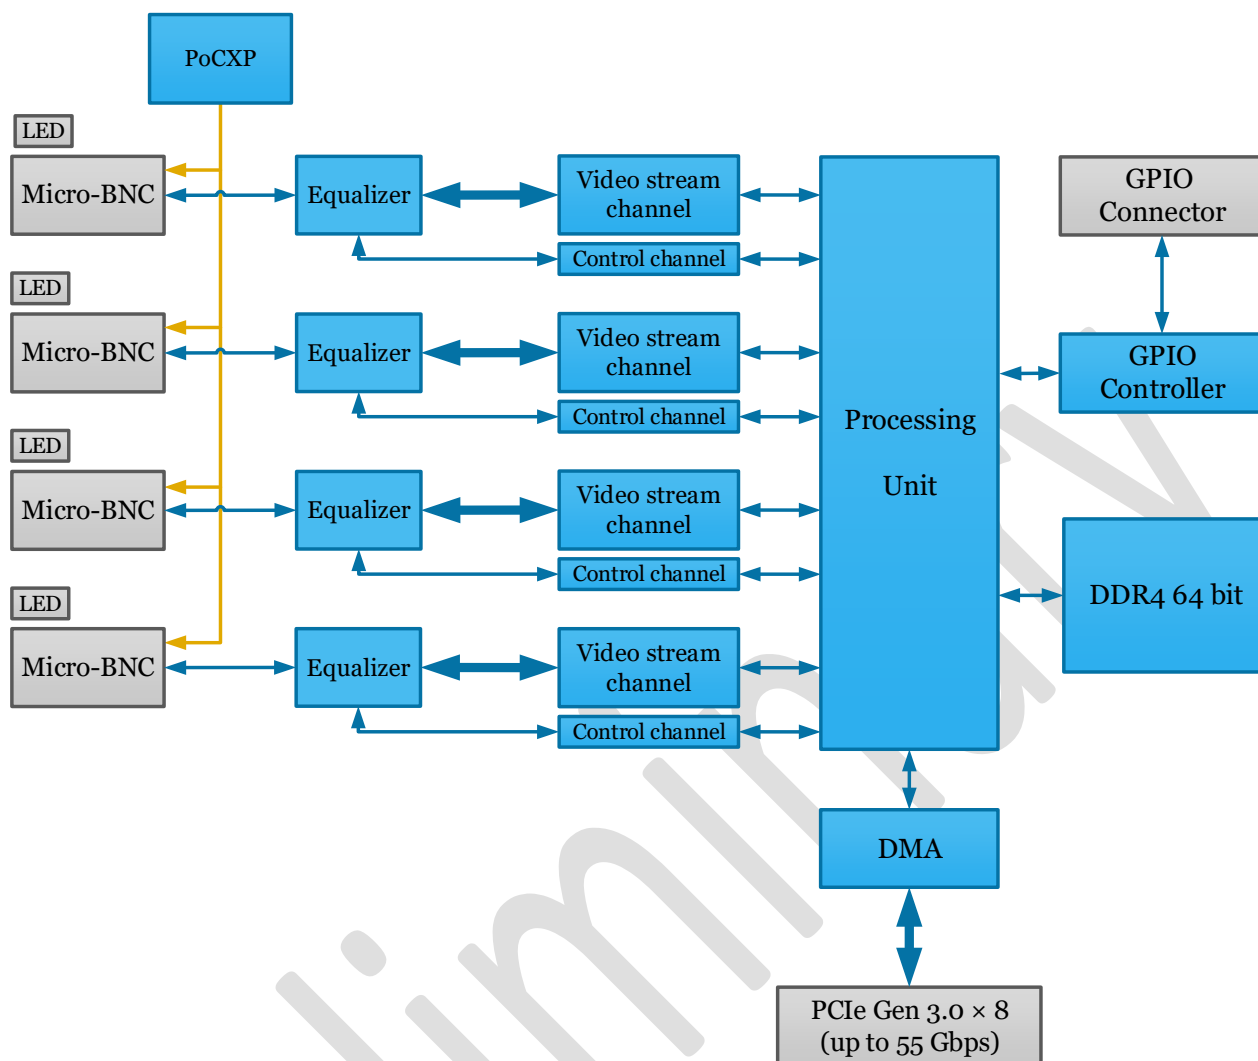 PoCXP
LED
Micro-BNC
Equalizer
Video stream
channel
Control channel
LED
Micro-BNC
Equalizer
Video stream
channel
Control channel
LED
Micro-BNC
Equalizer
Video stream
channel
Control channel
LED
Micro-BNC
Equalizer
Video stream
channel
Control channel
Processing
Unit
GPIO
Connector
GPIO
Controller
DDR4 64 bit
DMA
PCIe Gen 3.0 × 8
(up to 55 Gbps)